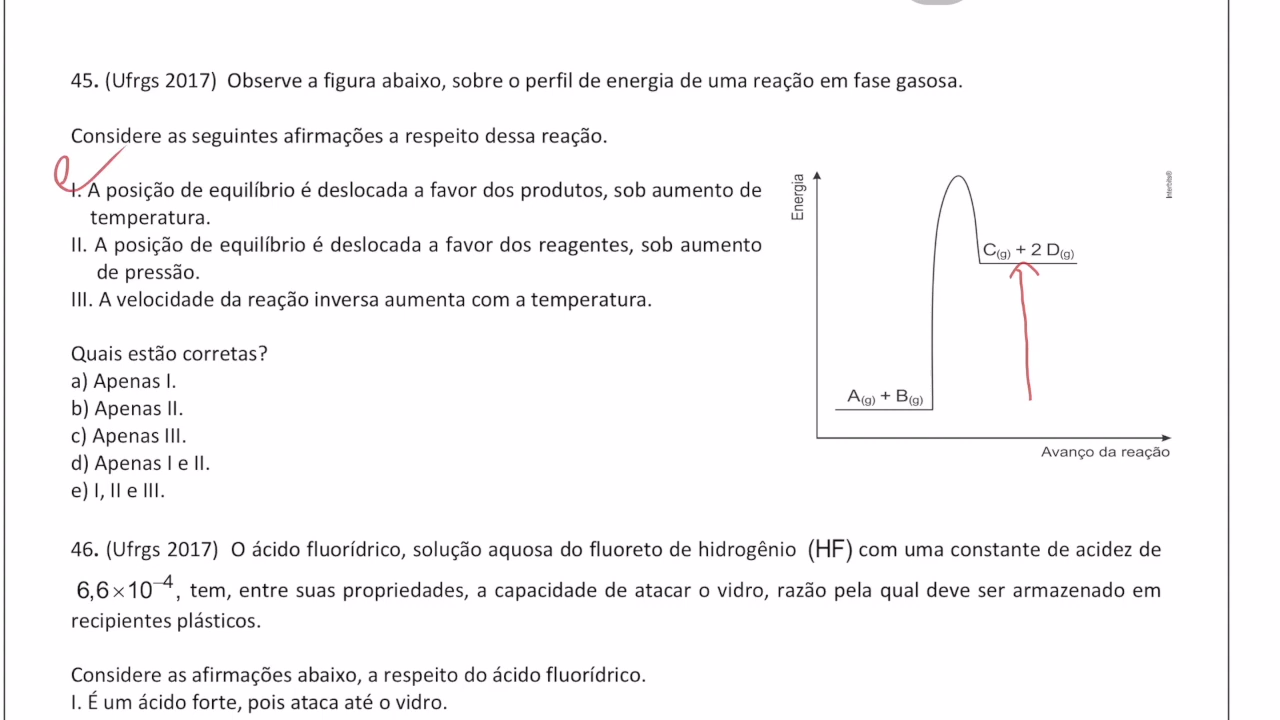 45. (Ufrgs 2017) Observe a figura abaixo, sobre o perfil de energia de uma reação em fase gasosa.
Considere as seguintes afirmações a respeito dessa reação.
I. A posição de equilíbrio é deslocada a favor dos produtos, sob aumento de
temperatura.
II. A posição de equilíbrio é deslocada a favor dos reagentes, sob aumento
de pressão.
III. A velocidade da reação inversa aumenta com a temperatura.
Quais estão corretas?
a) Apenas I.
b) Apenas II.
c) Apenas III.
d) Apenas I e II.
e) I, II e III.
Energia
C(g) + 2 D(g)
A(g) + B(g)
Avanço da reação
Interbits®
46. (Ufrgs 2017) O ácido fluorídrico, solução aquosa do fluoreto de hidrogênio (HF) com uma constante de acidez de
6,6×10⁻⁴, tem, entre suas propriedades, a capacidade de atacar o vidro, razão pela qual deve ser armazenado em
recipientes plásticos.
Considere as afirmações abaixo, a respeito do ácido fluorídrico.
I. É um ácido forte, pois ataca até o vidro.